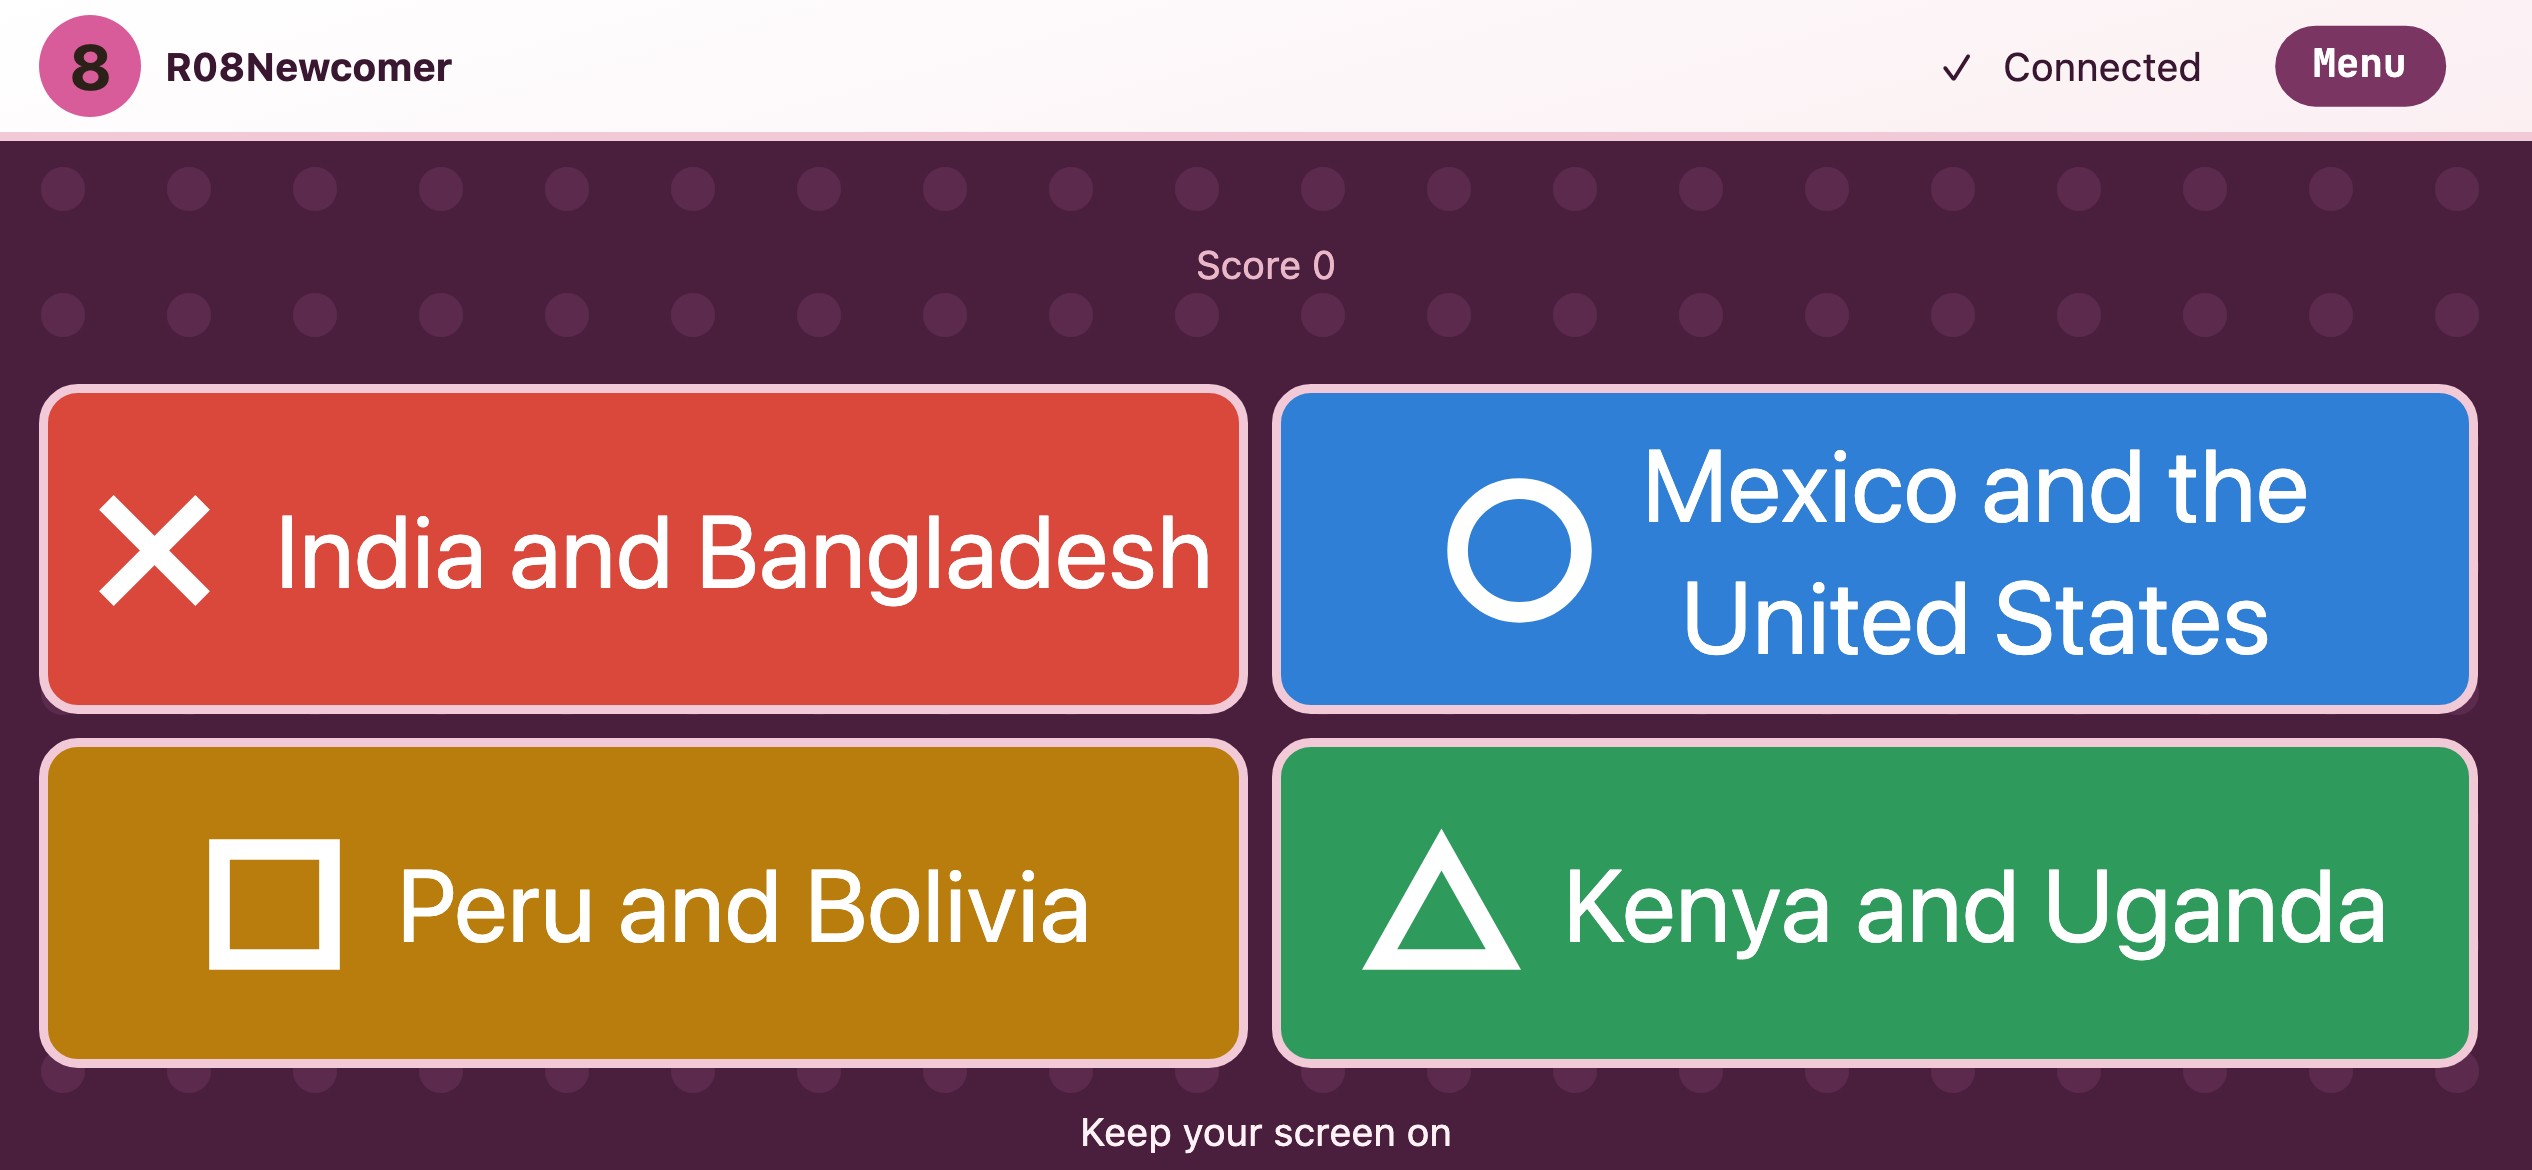 8 R08Newcomer ✓ Connected Menu
Score 0
India and Bangladesh
Mexico and the
United States
Peru and Bolivia
Kenya and Uganda
Keep your screen on